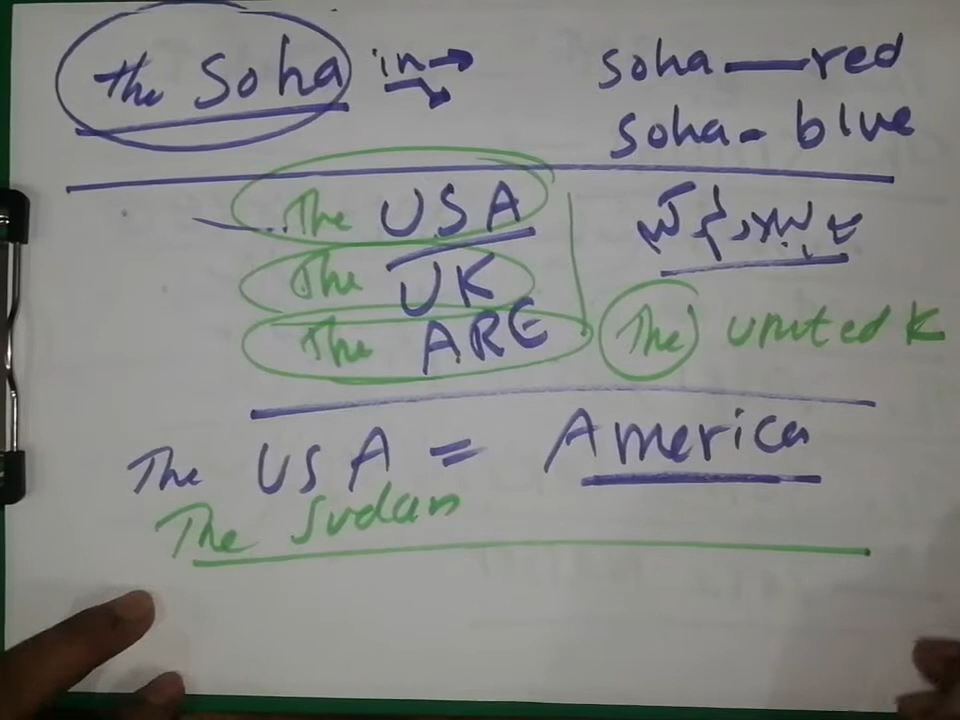 the Soha in → soha — red
soha - blue
The USA
The UK
The ARE The United K
The USA = America
The Sudan